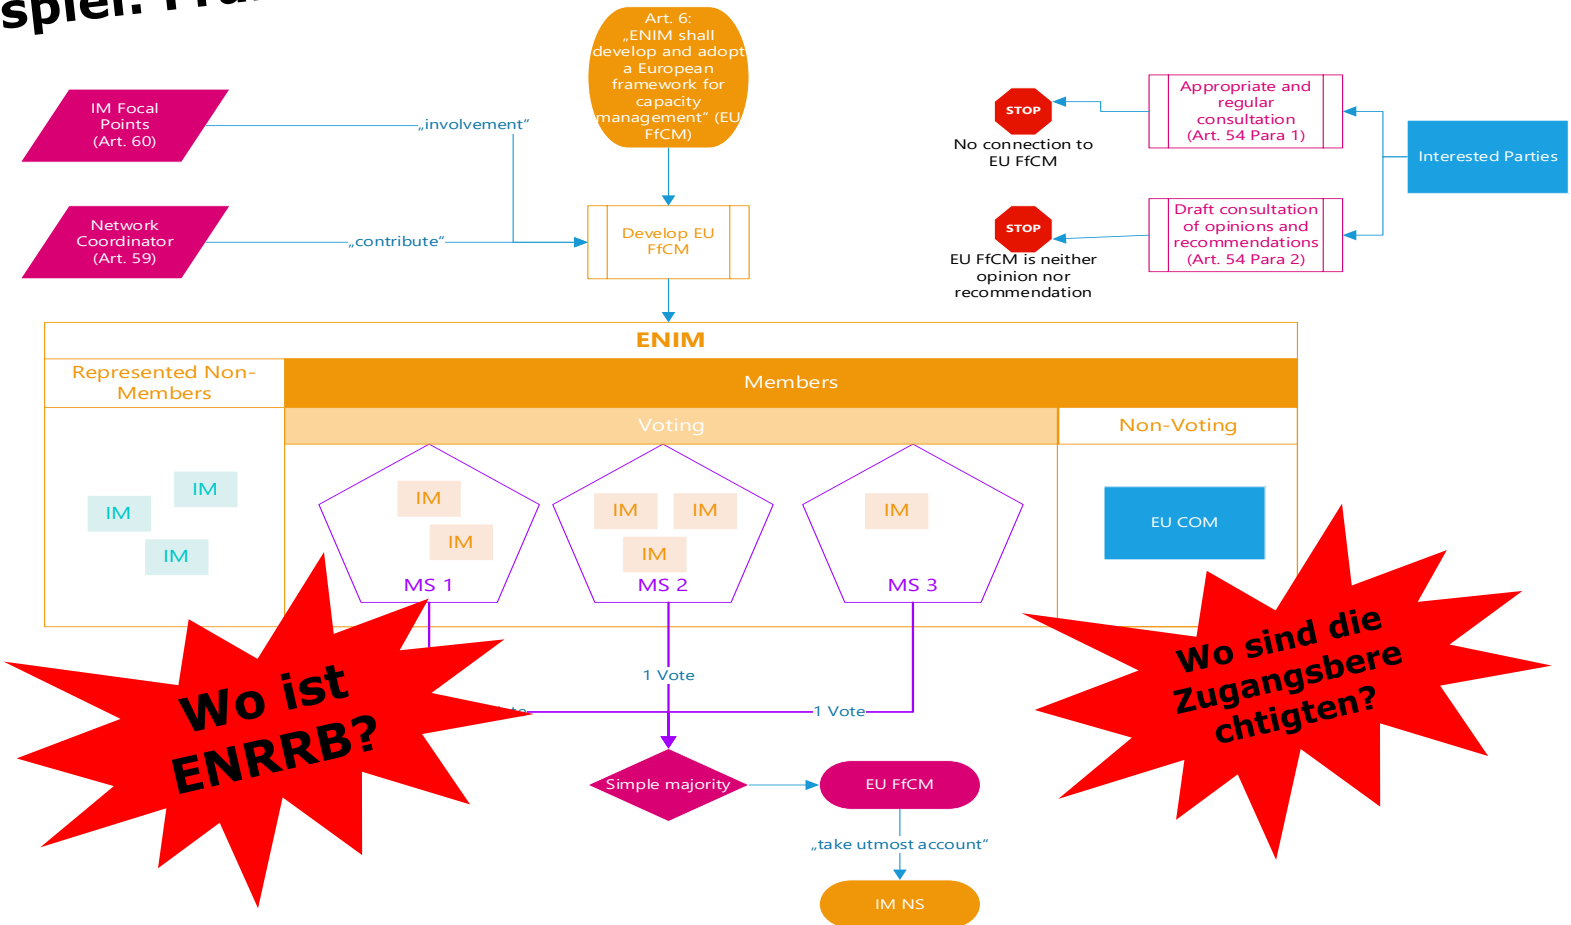 spiel:
Art. 6:
„ENIM shall
develop and adopt
a European
framework for
capacity
management“ (EU
FfCM)
IM Focal
Points
(Art. 60)
„involvement“
Network
Coordinator
(Art. 59)
„contribute“
Develop EU
FfCM
STOP
No connection to
EU FfCM
Appropriate and
regular
consultation
(Art. 54 Para 1)
Interested Parties
STOP
EU FfCM is neither
opinion nor
recommendation
Draft consultation
of opinions and
recommendations
(Art. 54 Para 2)
ENIM
Represented Non-
Members
Members
Voting
Non-Voting
IM
IM
IM
IM
IM
MS 1
IM
IM
IM
MS 2
IM
MS 3
EU COM
1 Vote
1 Vote
Wo ist
ENRRB?
Wo sind die
Zugangsbere
chtigten?
Simple majority
EU FfCM
„take utmost account“
IM NS